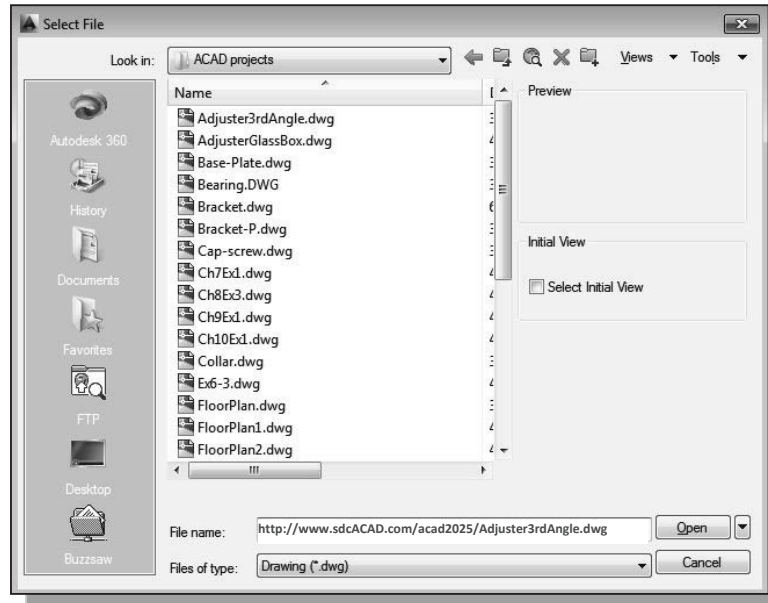 Select File
Look in:
ACAD projects
Views
Tools
Autodesk 360
History
Documents
Favorites
FTP
Desktop
Buzzsaw
Name
Adjuster3rdAngle.dwg
AdjusterGlassBox.dwg
Base-Plate.dwg
Bearing.DWG
Bracket.dwg
Bracket-P.dwg
Cap-screw.dwg
Ch7Ex1.dwg
Ch8Ex3.dwg
Ch9Ex1.dwg
Ch10Ex1.dwg
Collar.dwg
Ex6-3.dwg
FloorPlan.dwg
FloorPlan1.dwg
FloorPlan2.dwg
Preview
Initial View
Select Initial View
File name:
http://www.sdcACAD.com/acad2025/Adjuster3rdAngle.dwg
Open
Files of type:
Drawing (*.dwg)
Cancel